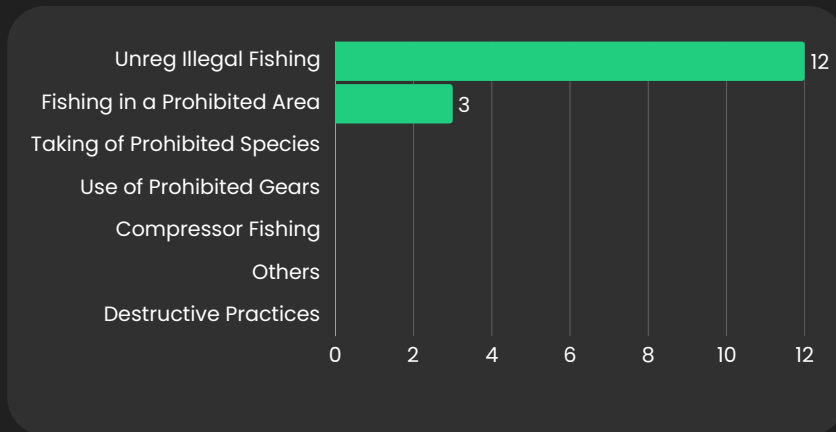 Unreg Illegal Fishing
12
Fishing in a Prohibited Area
3
Taking of Prohibited Species
Use of Prohibited Gears
Compressor Fishing
Others
Destructive Practices
0 2 4 6 8 10 12